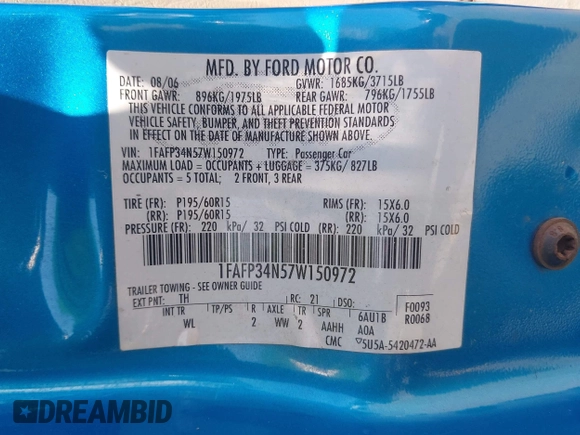 MFD. BY FORD MOTOR CO.
DATE: 08/06 GVWR: 1685KG/3715LB
FRONT GAWR: 896KG/1975LB REAR GAWR: 796KG/1755LB
THIS VEHICLE CONFORMS TO ALL APPLICABLE FEDERAL MOTOR
VEHICLE SAFETY, BUMPER, AND THEFT PREVENTION STANDARDS
IN EFFECT ON THE DATE OF MANUFACTURE SHOWN ABOVE.
VIN: 1FAFP34N57W150972 TYPE: Passenger Car
MAXIMUM LOAD = OCCUPANTS + LUGGAGE = 375KG/ 827LB
OCCUPANTS = 5 TOTAL; 2 FRONT, 3 REAR
TIRE (FR): P195/60R15 RIMS (FR): 15X6.0
(RR): P195/60R15 (RR): 15X6.0
PRESSURE (FR): 220 kPa/ 32 PSI COLD (RR): 220 kPa/ 32 PSI COLD
1FAFP34N57W150972
TRAILER TOWING - SEE OWNER GUIDE
EXT PNT: TH RC: 21 DSO: F0093
INT TR TP/PS R AXLE TR SPR 6AU1B R0068
WL 2 WW 2 AAHH AOA
CMC ▽5U5A-5420472-AA
DREAMBID